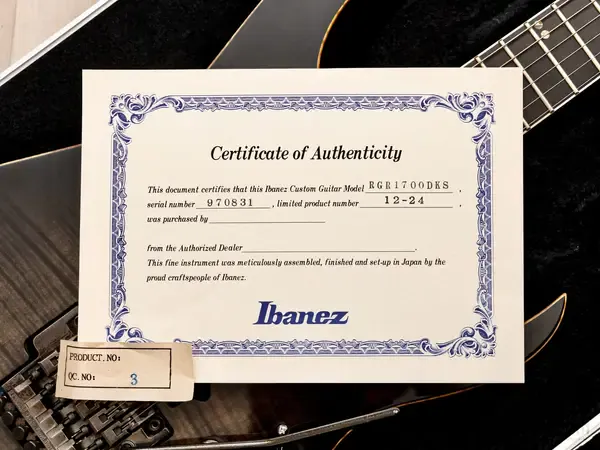 Certificate of Authenticity
This document certifies that this Ibanez Custom Guitar Model RGR1700DKS ,
serial number 970831 , limited product number 12-24 ,
was purchased by
from the Authorized Dealer .
This fine instrument was meticulously assembled, finished and set-up in Japan by the
proud craftspeople of Ibanez.
Ibanez
PRODUCT. NO:
QC. NO: 3